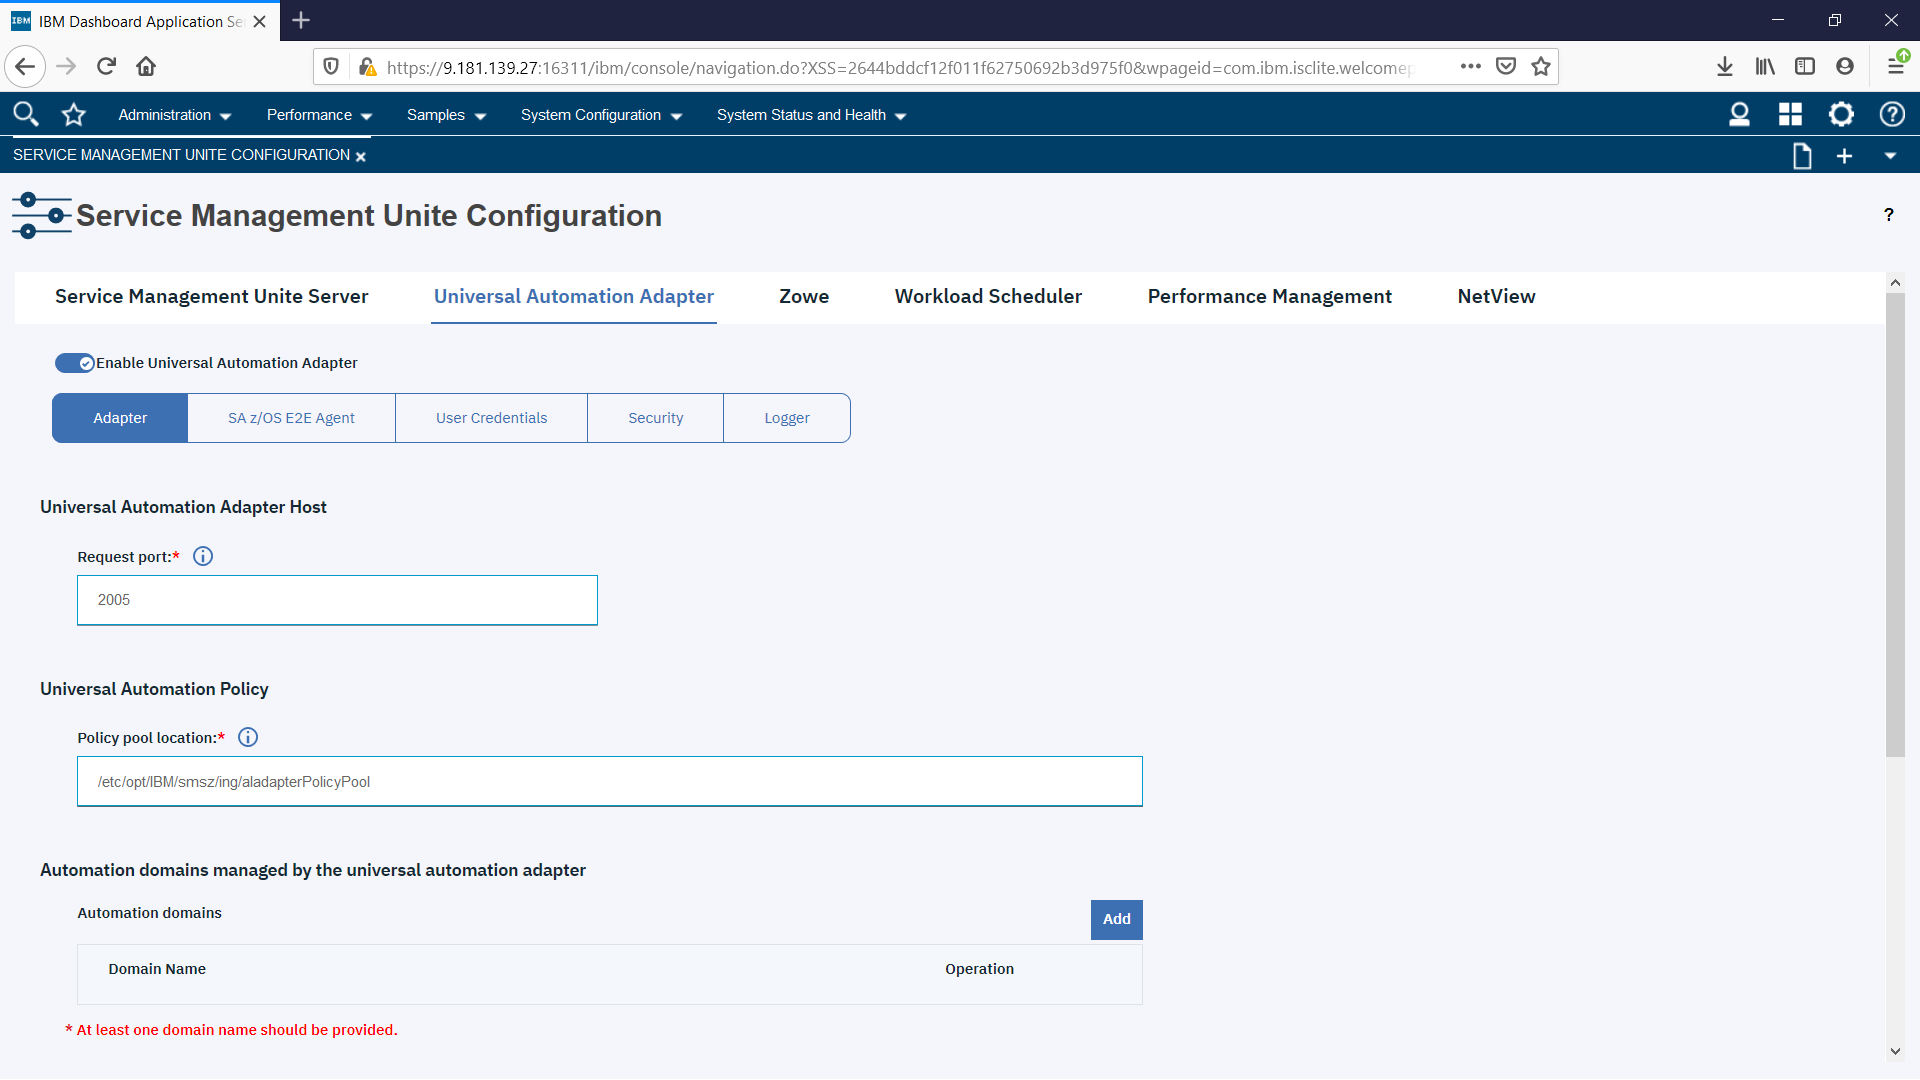 IBM IBM Dashboard Application Se
https://9.181.139.27:16311/ibm/console/navigation.do?XSS=2644bddcf12f011f62750692b3d975f0&wpageid=com.ibm.isclite.welcomep
Administration Performance Samples System Configuration System Status and Health
SERVICE MANAGEMENT UNITE CONFIGURATION
Service Management Unite Configuration ?
Service Management Unite Server Universal Automation Adapter Zowe Workload Scheduler Performance Management NetView
Enable Universal Automation Adapter
Adapter SA z/OS E2E Agent User Credentials Security Logger
Universal Automation Adapter Host
Request port:*
2005
Universal Automation Policy
Policy pool location:*
/etc/opt/IBM/smsz/ing/aladapterPolicyPool
Automation domains managed by the universal automation adapter
Automation domains Add
Domain Name Operation
* At least one domain name should be provided.